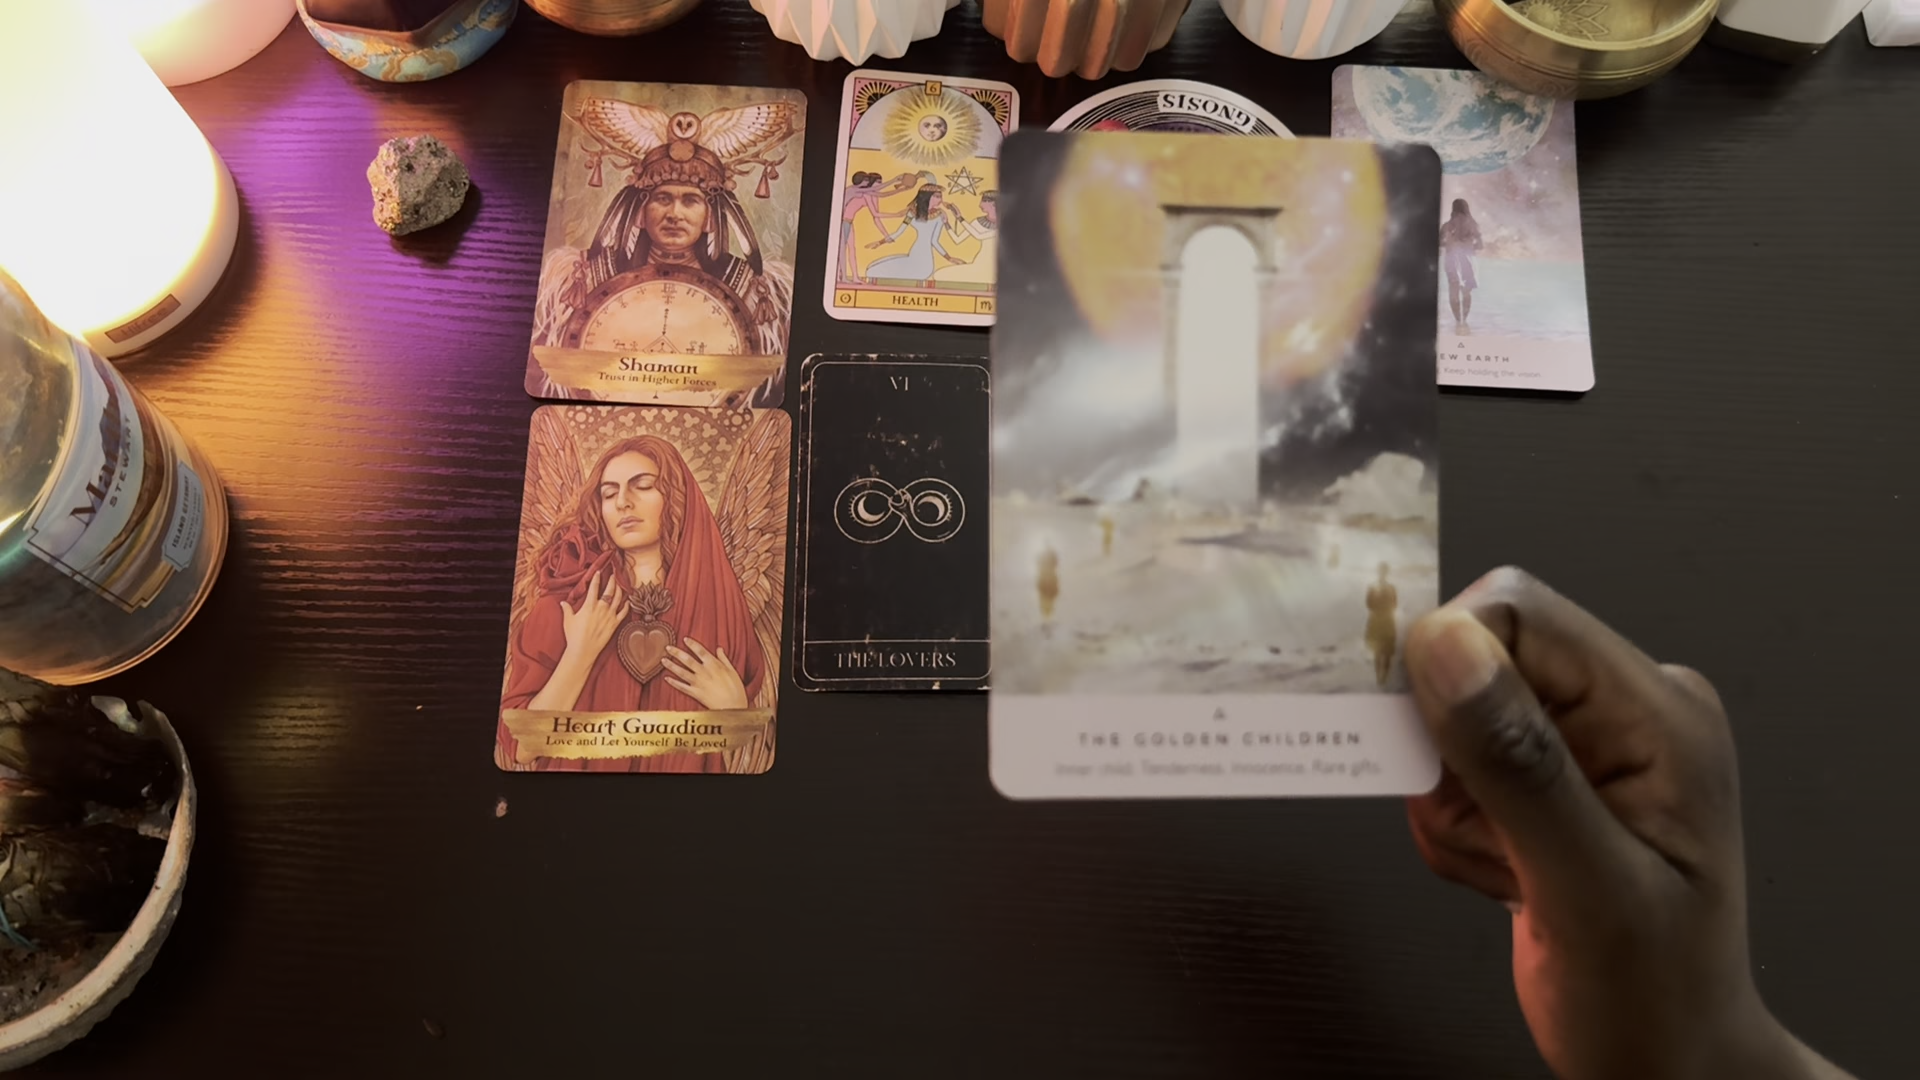 GNOSIS
6
HEALTH
Shaman
Trust in Higher Forces
EW EARTH
Keep holding the vision
VI
THE LOVERS
Heart Guardian
Love and Let Yourself Be Loved
THE GOLDEN CHILDREN
Inner child. Tenderness. Innocence. Rare gifts.
STEWART